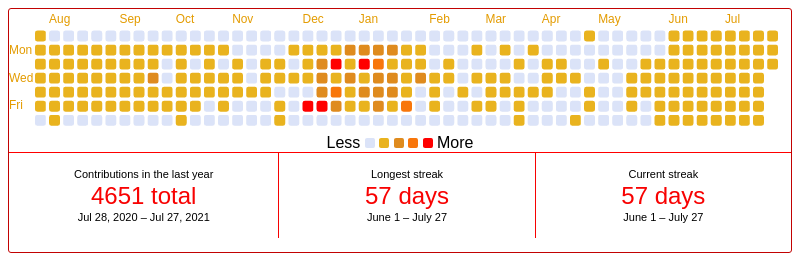 Aug Sep Oct Nov Dec Jan Feb Mar Apr May Jun Jul
Mon
Wed
Fri
Less More
Contributions in the last year
4651 total
Jul 28, 2020 – Jul 27, 2021
Longest streak
57 days
June 1 – July 27
Current streak
57 days
June 1 – July 27